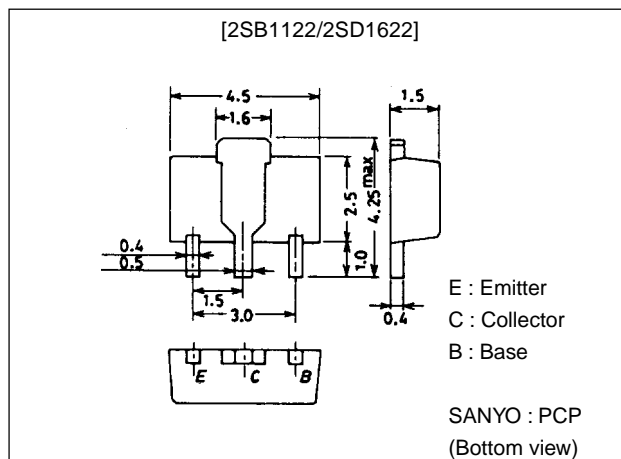 [2SB1122/2SD1622]
4.5
1.6
1.5
0.4
0.5
1.5
3.0
2.5
4.25max
1.0
0.4
E : Emitter
C : Collector
B : Base
E C B
SANYO : PCP
(Bottom view)